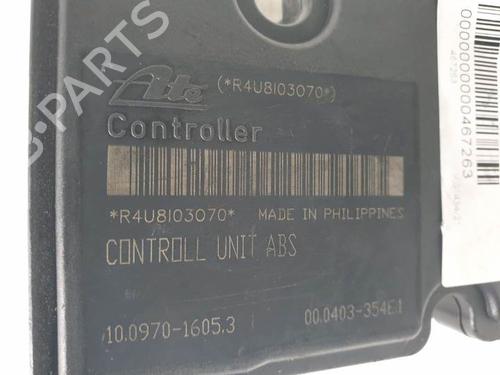 Ate (*R4U8I03070*)
Controller
*R4U8I03070* MADE IN PHILIPPINES
CONTROLL UNIT ABS
10.0970-1605.3 00.0403-354E.1
0000000000467263
B-PARTS